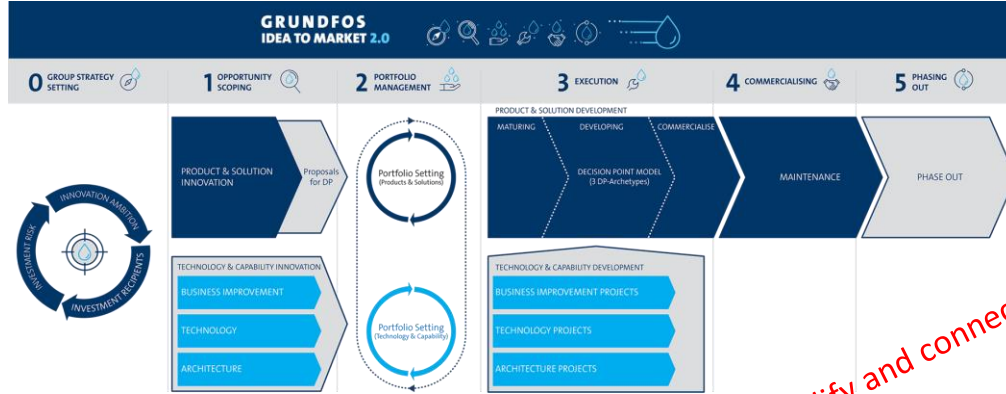 GRUNDFOS
IDEA TO MARKET 2.0
0 GROUP STRATEGY
SETTING
1 OPPORTUNITY
SCOPING
2 PORTFOLIO
MANAGEMENT
3 EXECUTION
4 COMMERCIALISING
5 PHASING
OUT
INNOVATION AMBITION
INVESTMENT RECIPIENTS
INVESTMENT RISK
PRODUCT & SOLUTION
INNOVATION
Proposals
for DP
Portfolio Setting
(Products & Solutions)
PRODUCT & SOLUTION DEVELOPMENT
MATURING
DEVELOPING
COMMERCIALISE
DECISION POINT MODEL
(3 DP-Archetypes)
MAINTENANCE
PHASE OUT
TECHNOLOGY & CAPABILITY INNOVATION
BUSINESS IMPROVEMENT
TECHNOLOGY
ARCHITECTURE
Portfolio Setting
(Technology & Capability)
TECHNOLOGY & CAPABILITY DEVELOPMENT
BUSINESS IMPROVEMENT PROJECTS
TECHNOLOGY PROJECTS
ARCHITECTURE PROJECTS
and